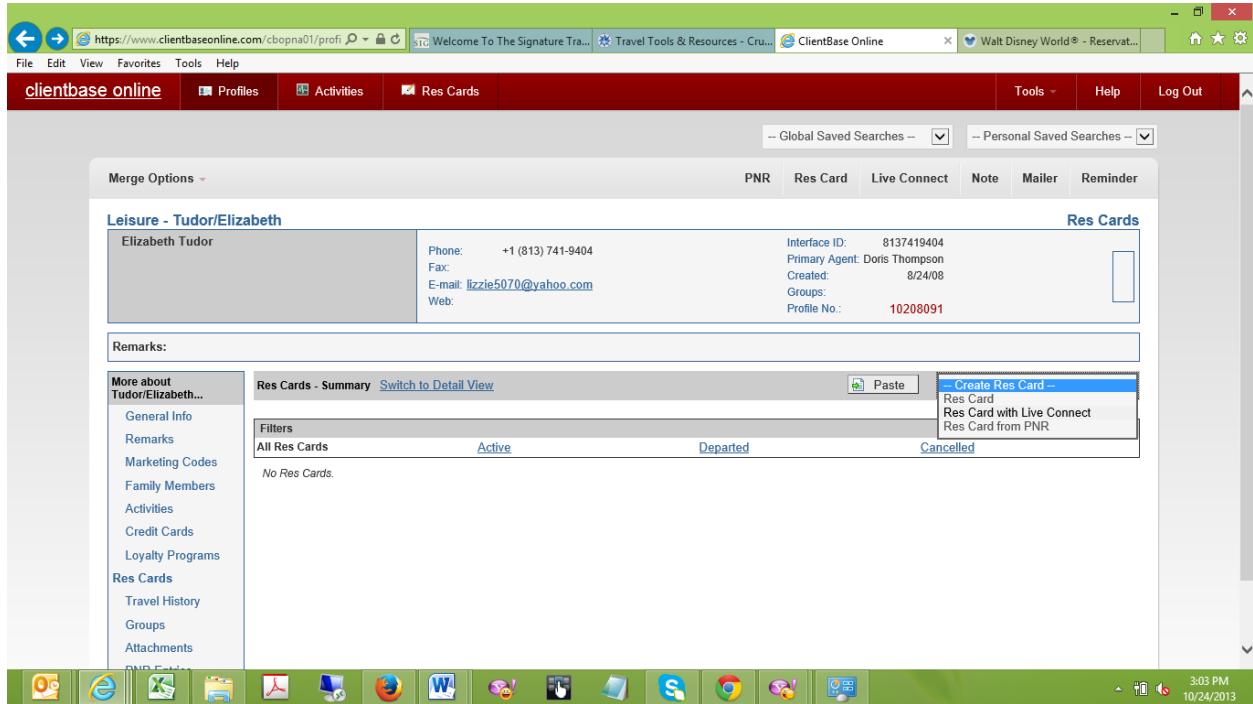 https://www.clientbaseonline.com/cbopna01/profi
STG Welcome To The Signature Tra...
Travel Tools & Resources - Cru...
ClientBase Online
Walt Disney World® - Reservat...
File Edit View Favorites Tools Help
clientbase online Profiles Activities Res Cards Tools Help Log Out
-- Global Saved Searches -- -- Personal Saved Searches --
Merge Options PNR Res Card Live Connect Note Mailer Reminder
Leisure - Tudor/Elizabeth Res Cards
Elizabeth Tudor
Phone: +1 (813) 741-9404
Fax:
E-mail: lizzie5070@yahoo.com
Web:
Interface ID: 8137419404
Primary Agent: Doris Thompson
Created: 8/24/08
Groups:
Profile No.: 10208091
Remarks:
More about
Tudor/Elizabeth...
General Info
Remarks
Marketing Codes
Family Members
Activities
Credit Cards
Loyalty Programs
Res Cards
Travel History
Groups
Attachments
PNR Entries
Res Cards - Summary Switch to Detail View Paste
-- Create Res Card --
Res Card
Res Card with Live Connect
Res Card from PNR
Filters
All Res Cards Active Departed Cancelled
No Res Cards.
3:03 PM
10/24/2013